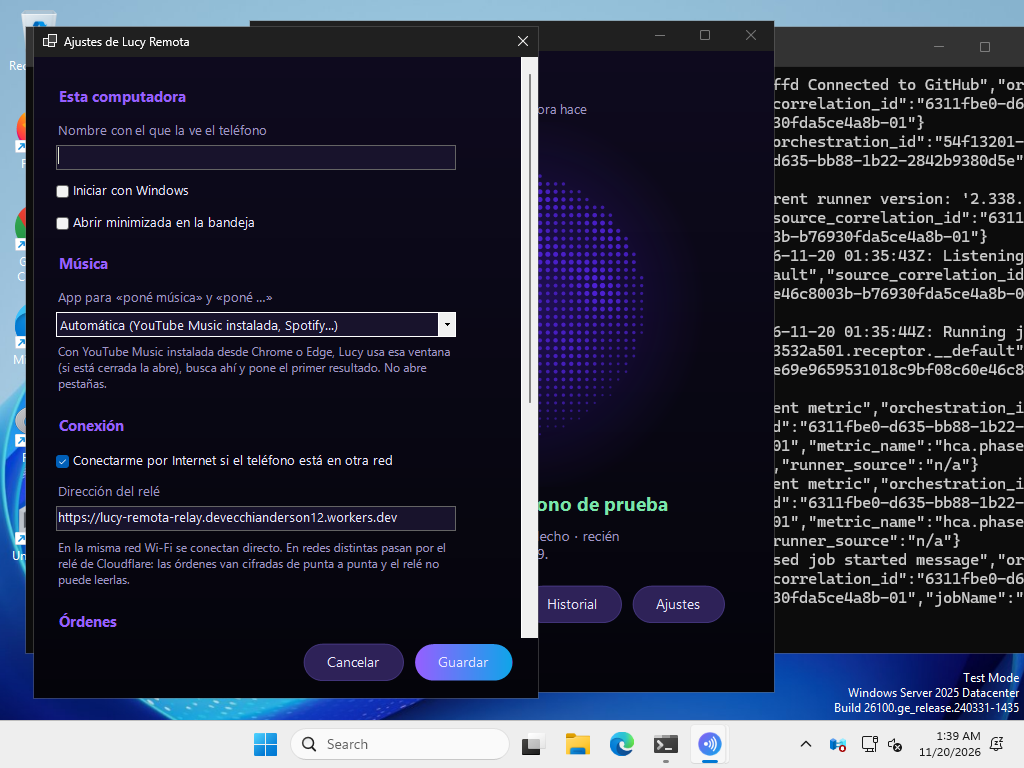 Ajustes de Lucy Remota
Esta computadora
Nombre con el que la ve el teléfono
Iniciar con Windows
Abrir minimizada en la bandeja
Música
App para «poné música» y «poné ...»
Automática (YouTube Music instalada, Spotify...)
Con YouTube Music instalada desde Chrome o Edge, Lucy usa esa ventana
(si está cerrada la abre), busca ahí y pone el primer resultado. No abre
pestañas.
Conexión
Conectarme por Internet si el teléfono está en otra red
Dirección del relé
https://lucy-remota-relay.devecchianderson12.workers.dev
En la misma red Wi-Fi se conectan directo. En redes distintas pasan por el
relé de Cloudflare: las órdenes van cifradas de punta a punta y el relé no
puede leerlas.
Órdenes
Cancelar
Guardar
ora hace
ono de prueba
echo · recién
9.
Historial
Ajustes
ffd Connected to GitHub","or
correlation_id":"6311fbe0-d6
30fda5ce4a8b-01"}
orchestration_id":"54f13201-
d635-bb88-1b22-2842b9380d5e"
rent runner version: '2.338.
source_correlation_id":"6311
3b-b76930fda5ce4a8b-01"}
6-11-20 01:35:43Z: Listening
ault","source_correlation_id
e46c8003b-b76930fda5ce4a8b-0
6-11-20 01:35:44Z: Running j
3532a501.receptor.__default"
e69e9659531018c9bf08c60e46c8
ent metric","orchestration_i
d":"6311fbe0-d635-bb88-1b22-
01","metric_name":"hca.phase
,"runner_source":"n/a"}
ent metric","orchestration_i
d":"6311fbe0-d635-bb88-1b22-
01","metric_name":"hca.phase
runner_source":"n/a"}
sed job started message","or
correlation_id":"6311fbe0-d6
30fda5ce4a8b-01","jobName":"
Test Mode
Windows Server 2025 Datacenter
Build 26100.ge_release.240331-1435
Search
1:39 AM
11/20/2026